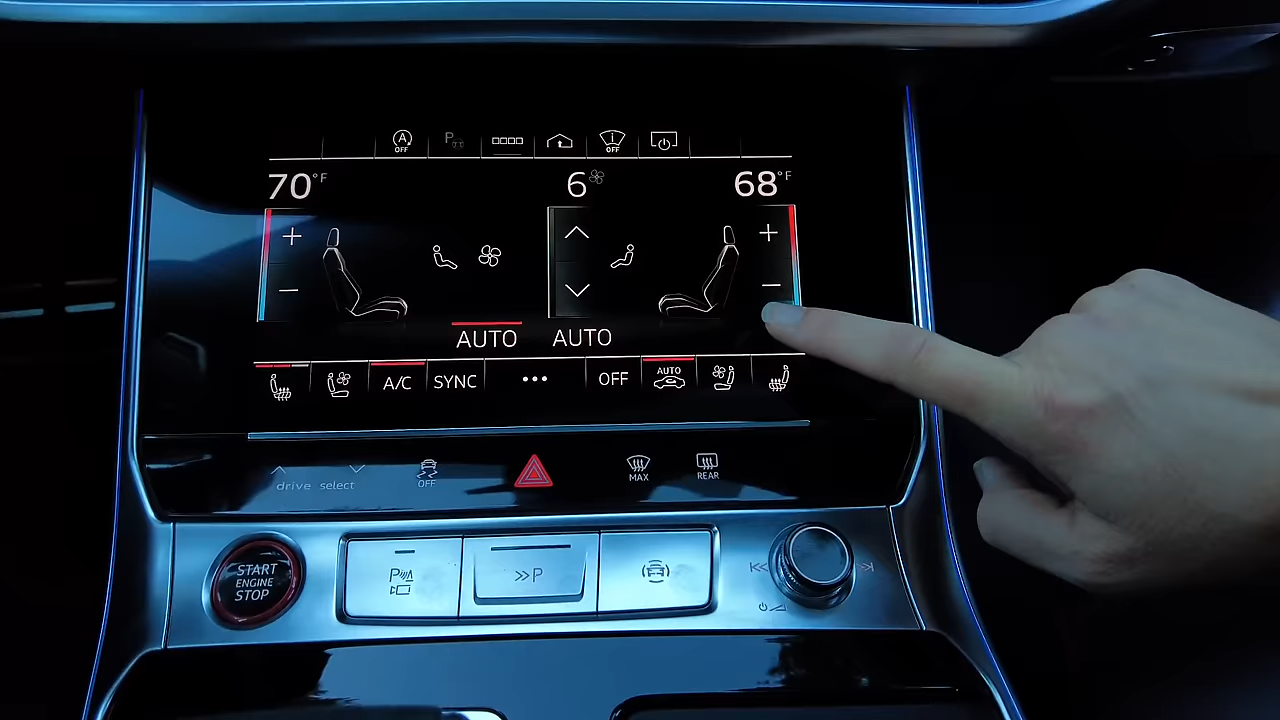 A
OFF
P
OFF
70°F
6
68°F
AUTO
AUTO
A/C
SYNC
OFF
AUTO
drive select
OFF
MAX
REAR
START
ENGINE
STOP
P
>>P